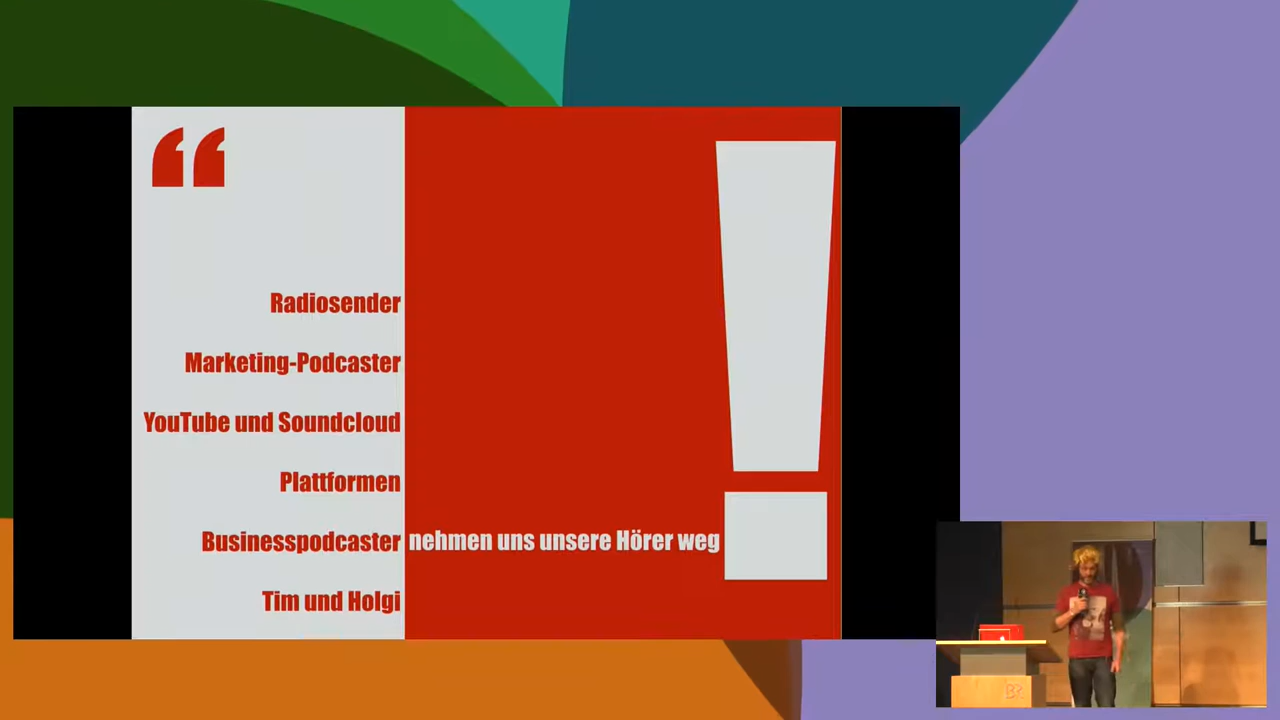 “
Radiosender
Marketing-Podcaster
YouTube und Soundcloud
Plattformen
Businesspodcaster nehmen uns unsere Hörer weg!
Tim und Holgi